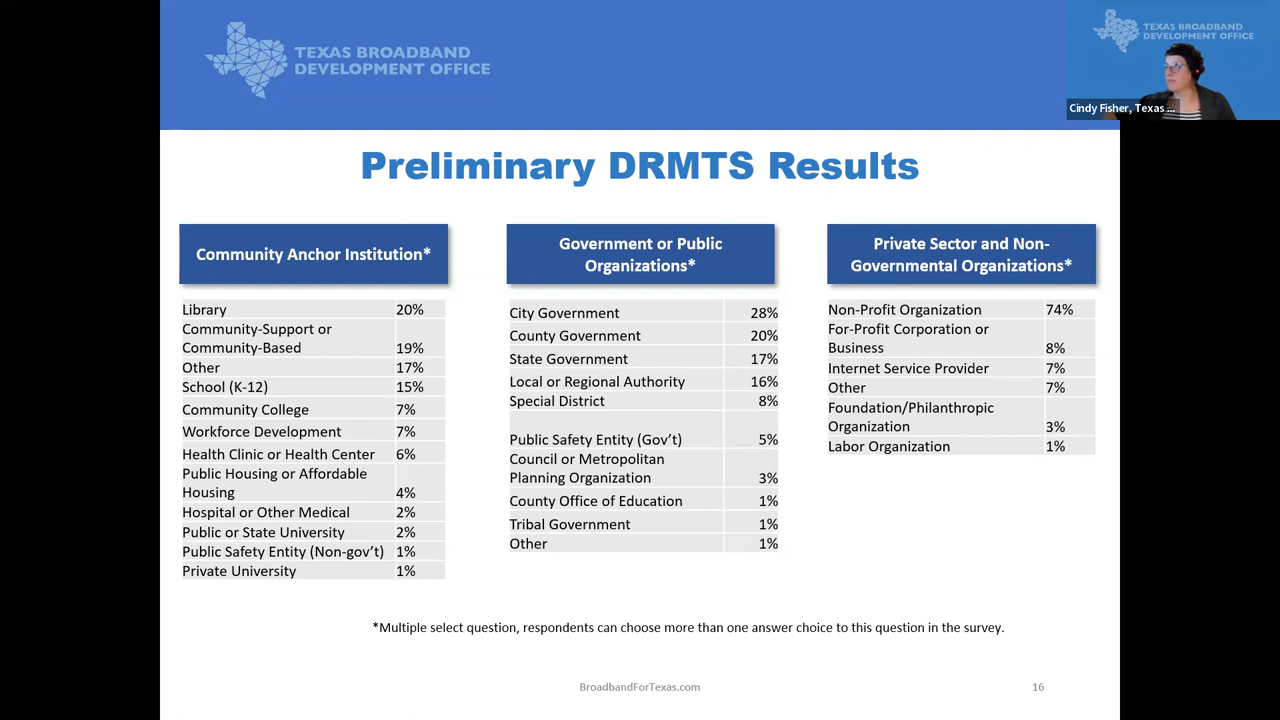 TEXAS BROADBAND
DEVELOPMENT OFFICE
TEXAS BROADBAND
DEVELOPMENT OFFICE
Cindy Fisher, Texas ...
Preliminary DRMTS Results
Community Anchor Institution*
Library 20%
Community-Support or
Community-Based 19%
Other 17%
School (K-12) 15%
Community College 7%
Workforce Development 7%
Health Clinic or Health Center 6%
Public Housing or Affordable
Housing 4%
Hospital or Other Medical 2%
Public or State University 2%
Public Safety Entity (Non-gov't) 1%
Private University 1%
Government or Public
Organizations*
City Government 28%
County Government 20%
State Government 17%
Local or Regional Authority 16%
Special District 8%
Public Safety Entity (Gov't) 5%
Council or Metropolitan
Planning Organization 3%
County Office of Education 1%
Tribal Government 1%
Other 1%
Private Sector and Non-
Governmental Organizations*
Non-Profit Organization 74%
For-Profit Corporation or
Business 8%
Internet Service Provider 7%
Other 7%
Foundation/Philanthropic
Organization 3%
Labor Organization 1%
*Multiple select question, respondents can choose more than one answer choice to this question in the survey.
BroadbandForTexas.com
16